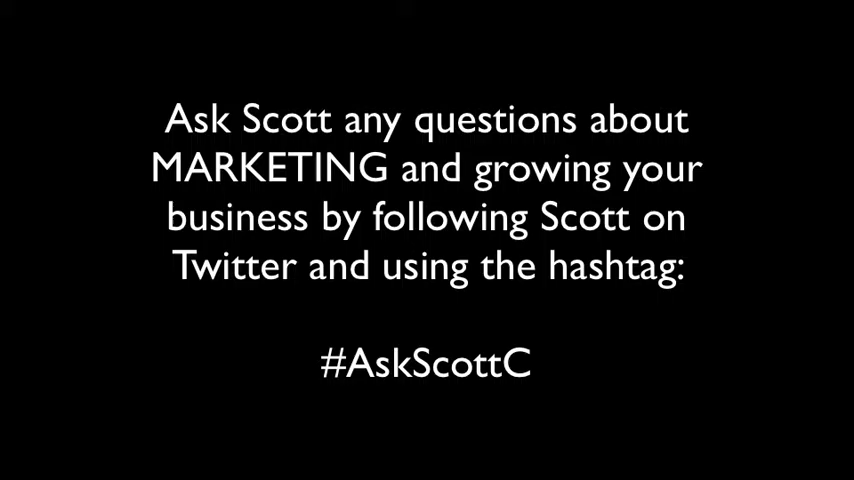 Ask Scott any questions about
MARKETING and growing your
business by following Scott on
Twitter and using the hashtag:
#AskScottC